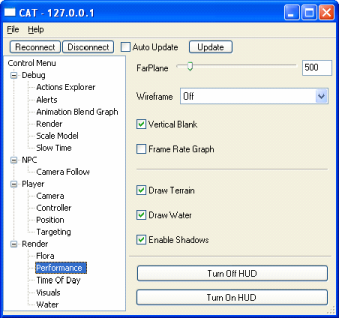 CAT - 127.0.0.1
File Help
Reconnect Disconnect Auto Update Update
Control Menu
Debug
Actions Explorer
Alerts
Animation Blend Graph
Render
Scale Model
Slow Time
NPC
Camera Follow
Player
Camera
Controller
Position
Targeting
Render
Flora
Performance
Time Of Day
Visuals
Water
FarPlane 500
Wireframe Off
Vertical Blank
Frame Rate Graph
Draw Terrain
Draw Water
Enable Shadows
Turn Off HUD
Turn On HUD